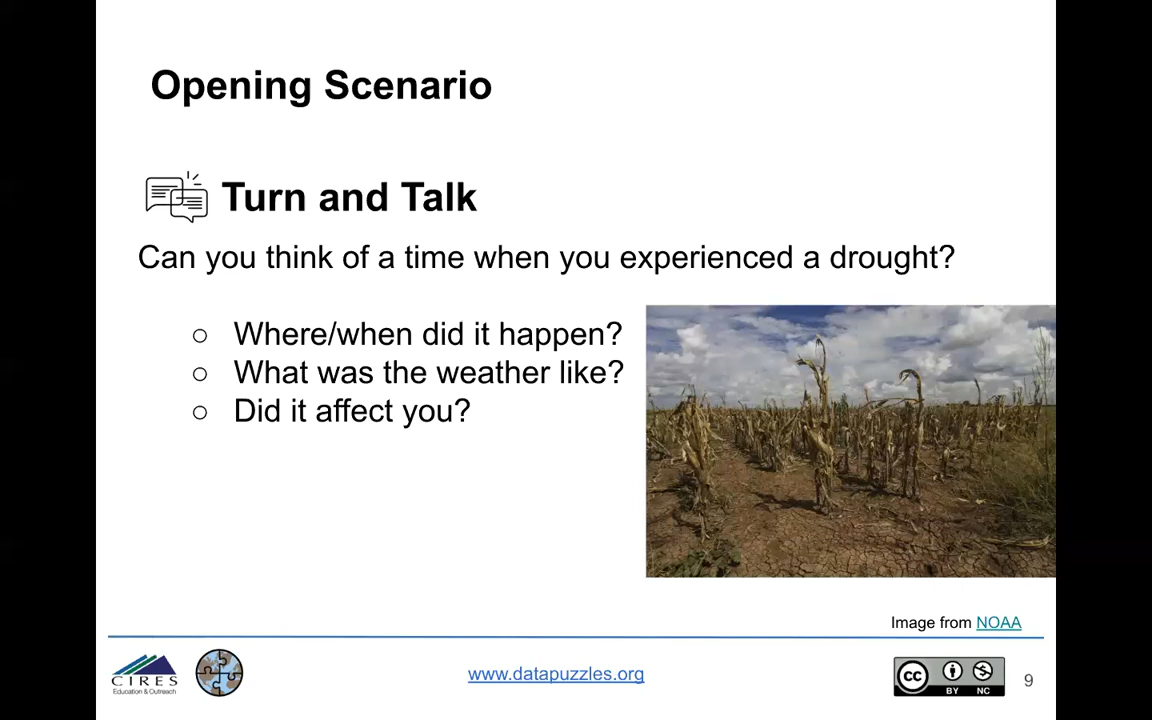 Opening Scenario
Turn and Talk
Can you think of a time when you experienced a drought?
○ Where/when did it happen?
○ What was the weather like?
○ Did it affect you?
Image from NOAA
CIRES
Education & Outreach
www.datapuzzles.org
cc
BY NC
9